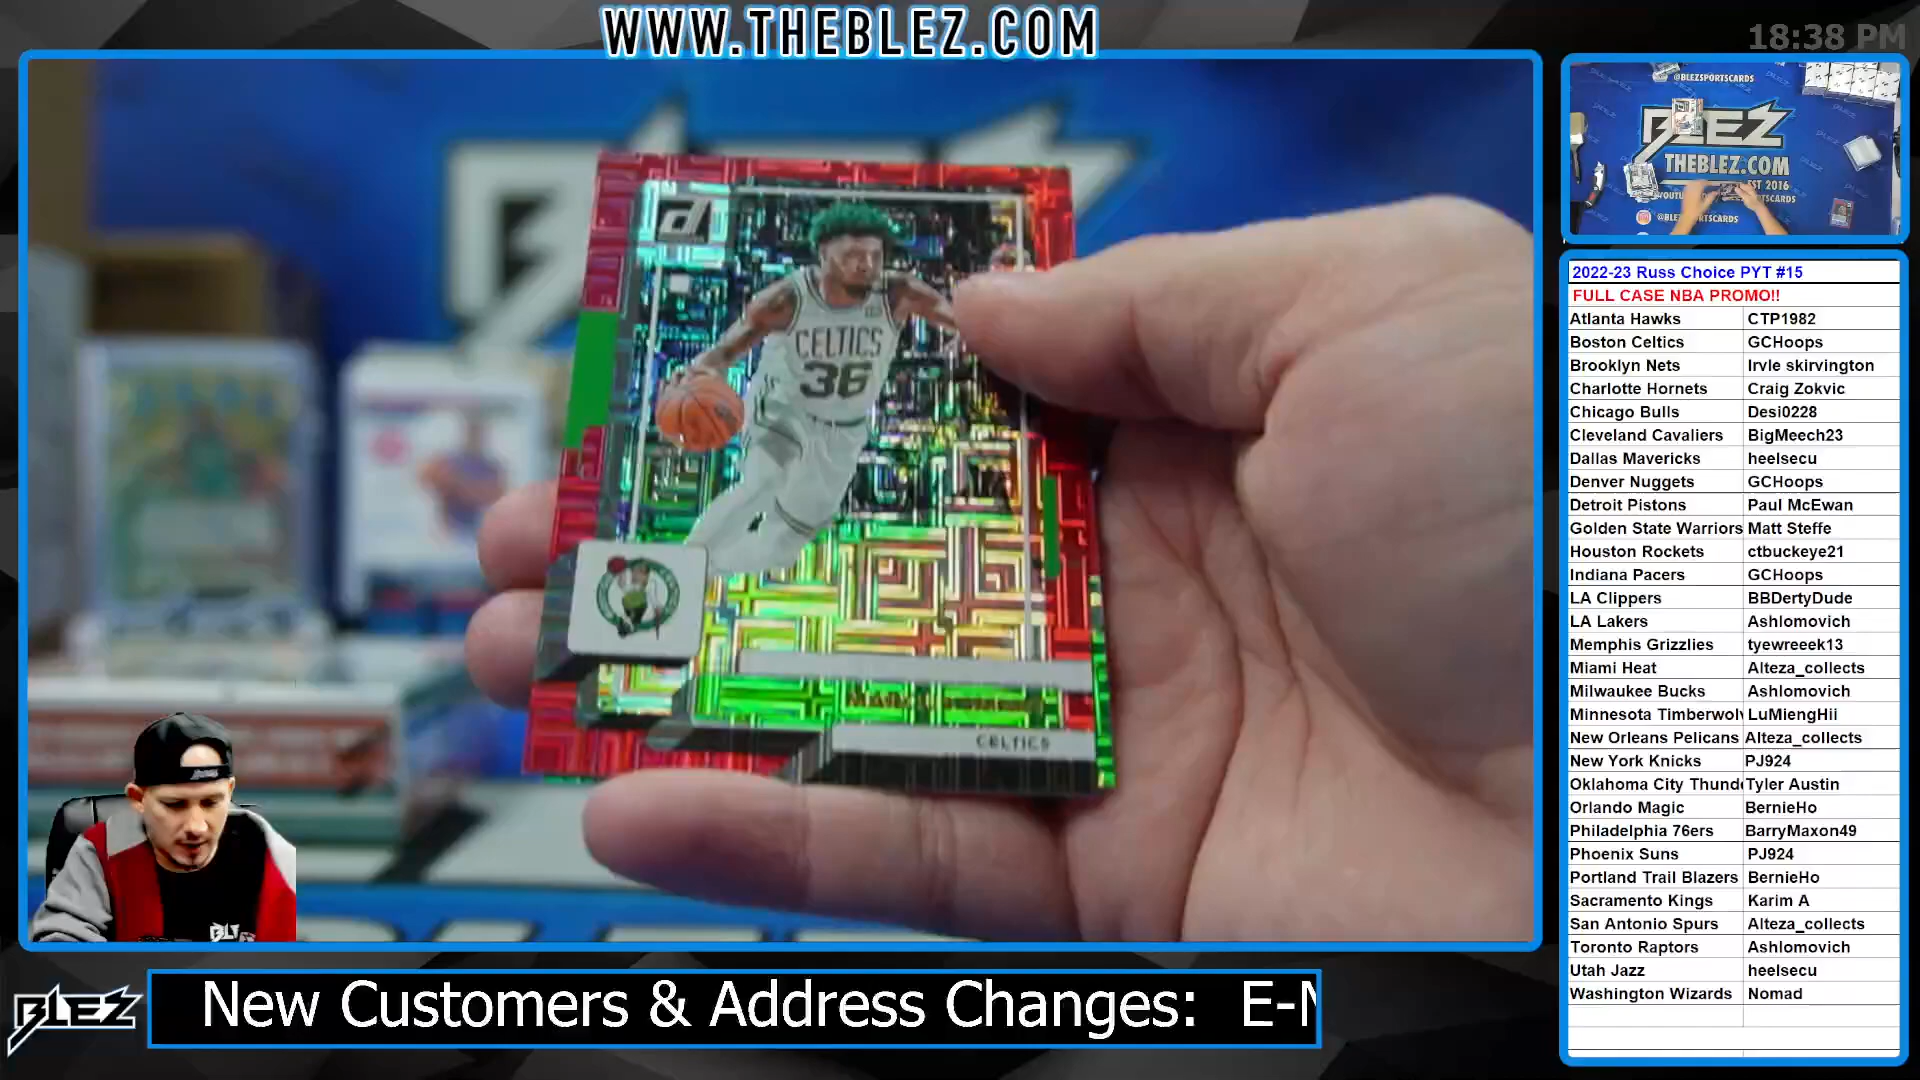 WWW.THEBLEZ.COM
18:38 PM
@BLEZSPORTSCARDS
BLEZ
THEBLEZ.COM
EST 2016
CELTICS
36
CELTICS
2022-23 Russ Choice PYT #15
FULL CASE NBA PROMO!!
Atlanta Hawks CTP1982
Boston Celtics GCHoops
Brooklyn Nets Irvle skirvington
Charlotte Hornets Craig Zokvic
Chicago Bulls Desi0228
Cleveland Cavaliers BigMeech23
Dallas Mavericks heelsecu
Denver Nuggets GCHoops
Detroit Pistons Paul McEwan
Golden State Warriors Matt Steffe
Houston Rockets ctbuckeye21
Indiana Pacers GCHoops
LA Clippers BBDertyDude
LA Lakers Ashlomovich
Memphis Grizzlies tyewreeek13
Miami Heat Alteza_collects
Milwaukee Bucks Ashlomovich
Minnesota Timberwol LuMiengHii
New Orleans Pelicans Alteza_collects
New York Knicks PJ924
Oklahoma City Thund Tyler Austin
Orlando Magic BernieHo
Philadelphia 76ers BarryMaxon49
Phoenix Suns PJ924
Portland Trail Blazers BernieHo
Sacramento Kings Karim A
San Antonio Spurs Alteza_collects
Toronto Raptors Ashlomovich
Utah Jazz heelsecu
Washington Wizards Nomad
BLEZ
New Customers & Address Changes: E-